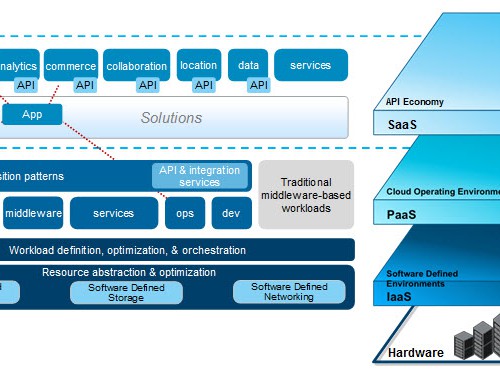 nalytics commerce collaboration location data services
API API API API API
API Economy
App
Solutions
SaaS
sition patterns
API & integration
services
Traditional
middleware-based
workloads
Cloud Operating Environme
middleware services ops dev
PaaS
Workload definition, optimization, & orchestration
Resource abstraction & optimization
Software Defined
Environments
Software Defined
Storage
Software Defined
Networking
IaaS
Hardware